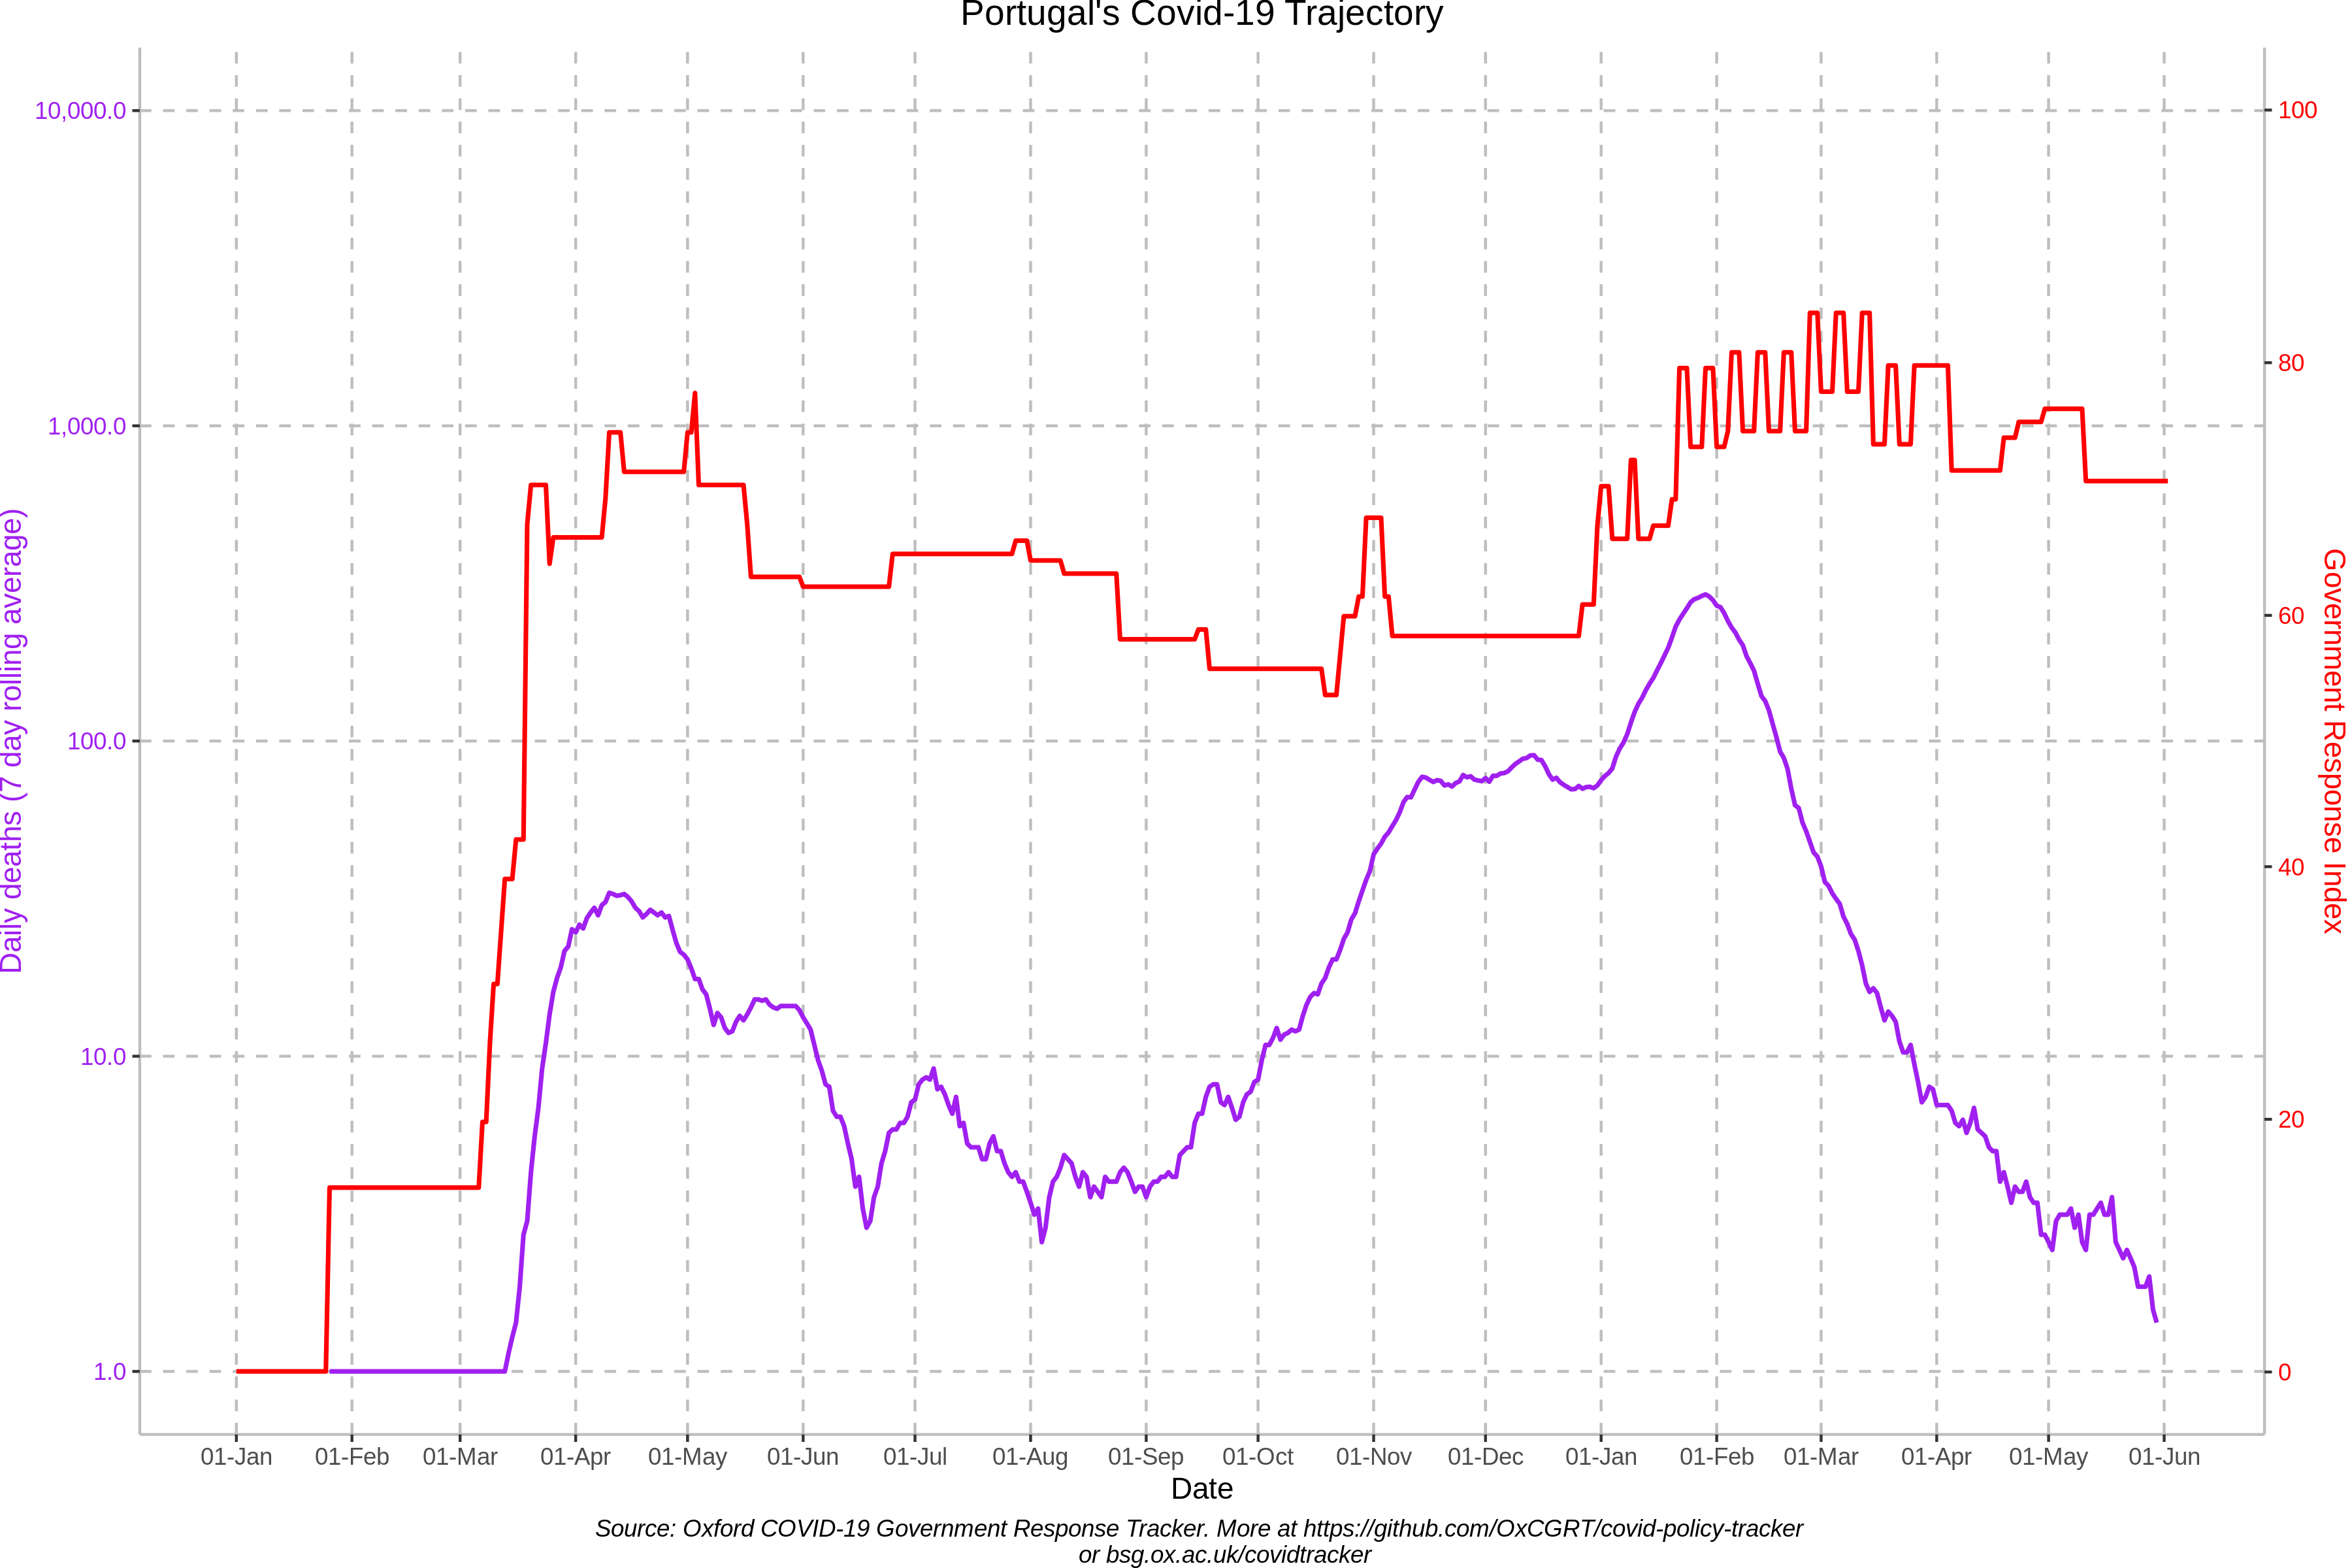 Portugal's Covid-19 Trajectory
10,000.0
1,000.0
100.0
10.0
1.0
Daily deaths (7 day rolling average)
100
80
60
40
20
0
Government Response Index
01-Jan 01-Feb 01-Mar 01-Apr 01-May 01-Jun 01-Jul 01-Aug 01-Sep 01-Oct 01-Nov 01-Dec 01-Jan 01-Feb 01-Mar 01-Apr 01-May 01-Jun
Date
Source: Oxford COVID-19 Government Response Tracker. More at https://github.com/OxCGRT/covid-policy-tracker
or bsg.ox.ac.uk/covidtracker